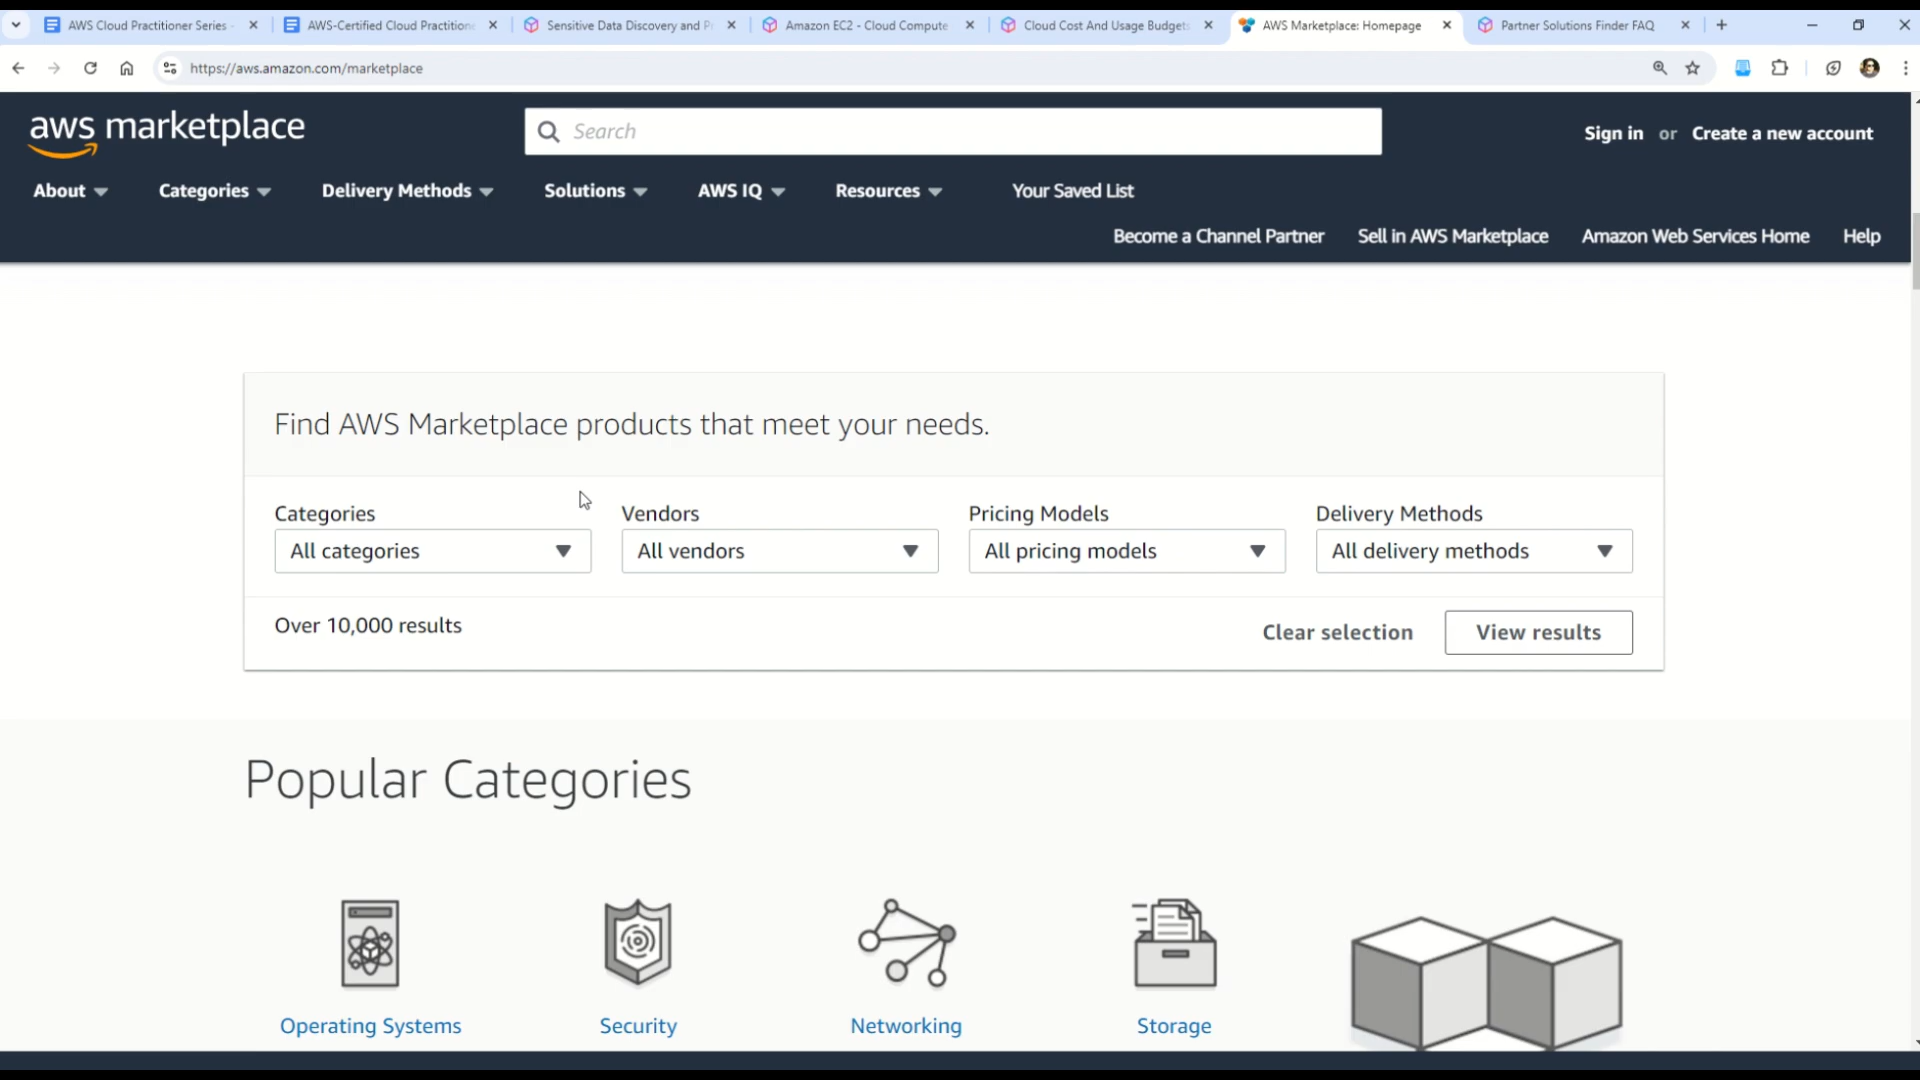 AWS Cloud Practitioner Series -
AWS-Certified Cloud Practitione
Sensitive Data Discovery and P
Amazon EC2 - Cloud Compute
Cloud Cost And Usage Budgets
AWS Marketplace: Homepage
Partner Solutions Finder FAQ
https://aws.amazon.com/marketplace
aws marketplace
Search
Sign in or Create a new account
About
Categories
Delivery Methods
Solutions
AWS IQ
Resources
Your Saved List
Become a Channel Partner
Sell in AWS Marketplace
Amazon Web Services Home
Help
Find AWS Marketplace products that meet your needs.
Categories
Vendors
Pricing Models
Delivery Methods
All categories
All vendors
All pricing models
All delivery methods
Over 10,000 results
Clear selection
View results
Popular Categories
Operating Systems
Security
Networking
Storage